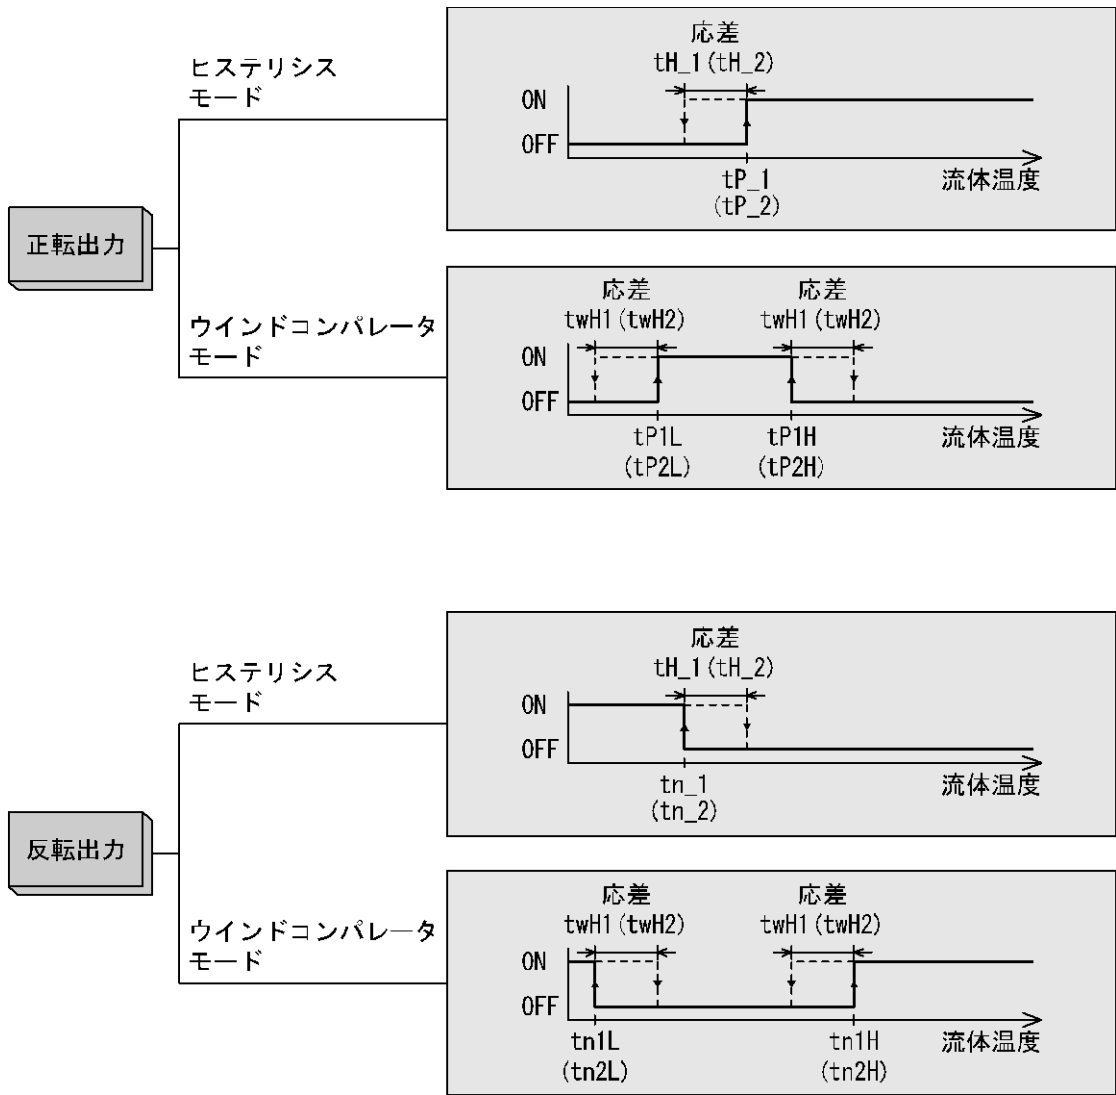 ヒステリシス
モード
応差
tH_1(tH_2)
ON
OFF
tP_1
(tP_2)
流体温度
正転出力
ウインドコンパレータ
モード
応差
twH1(twH2)
応差
twH1(twH2)
ON
OFF
tP1L
(tP2L)
tP1H
(tP2H)
流体温度
ヒステリシス
モード
応差
tH_1(tH_2)
ON
OFF
tn_1
(tn_2)
流体温度
反転出力
ウインドコンパレータ
モード
応差
twH1(twH2)
応差
twH1(twH2)
ON
OFF
tn1L
(tn2L)
tn1H
(tn2H)
流体温度